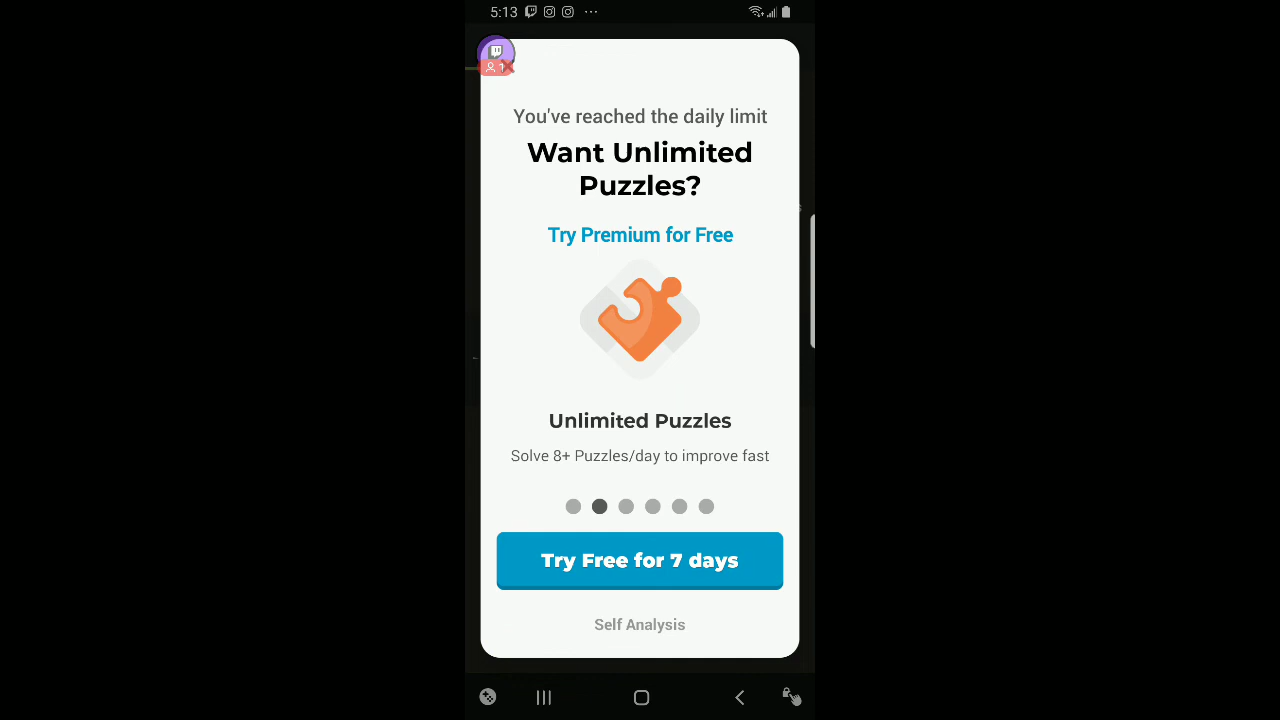 5:13
1
You've reached the daily limit
Want Unlimited
Puzzles?
Try Premium for Free
Unlimited Puzzles
Solve 8+ Puzzles/day to improve fast
Try Free for 7 days
Self Analysis